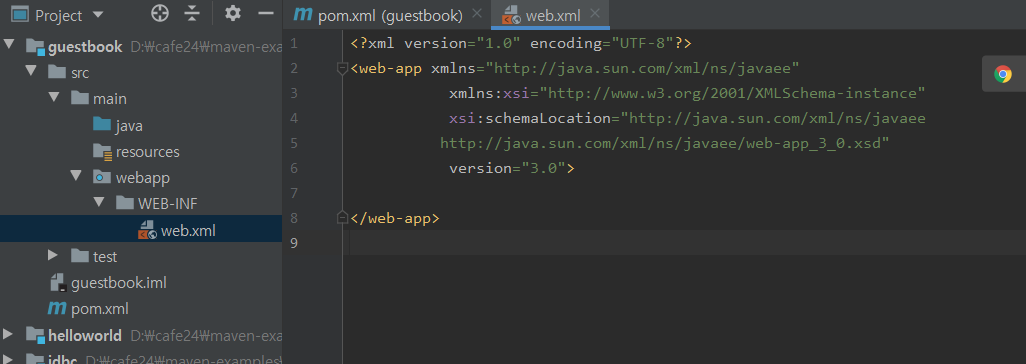 Project
pom.xml (guestbook)
web.xml
guestbook D:₩cafe24₩maven-exam
src
main
java
resources
webapp
WEB-INF
web.xml
test
guestbook.iml
pom.xml
helloworld D:₩cafe24₩maven-exa
jdbc D:₩cafe24₩maven-examples₩
1 <?xml version="1.0" encoding="UTF-8"?>
2 <web-app xmlns="http://java.sun.com/xml/ns/javaee"
3 xmlns:xsi="http://www.w3.org/2001/XMLSchema-instance"
4 xsi:schemaLocation="http://java.sun.com/xml/ns/javaee
5 http://java.sun.com/xml/ns/javaee/web-app_3_0.xsd"
6 version="3.0">
7
8 </web-app>
9